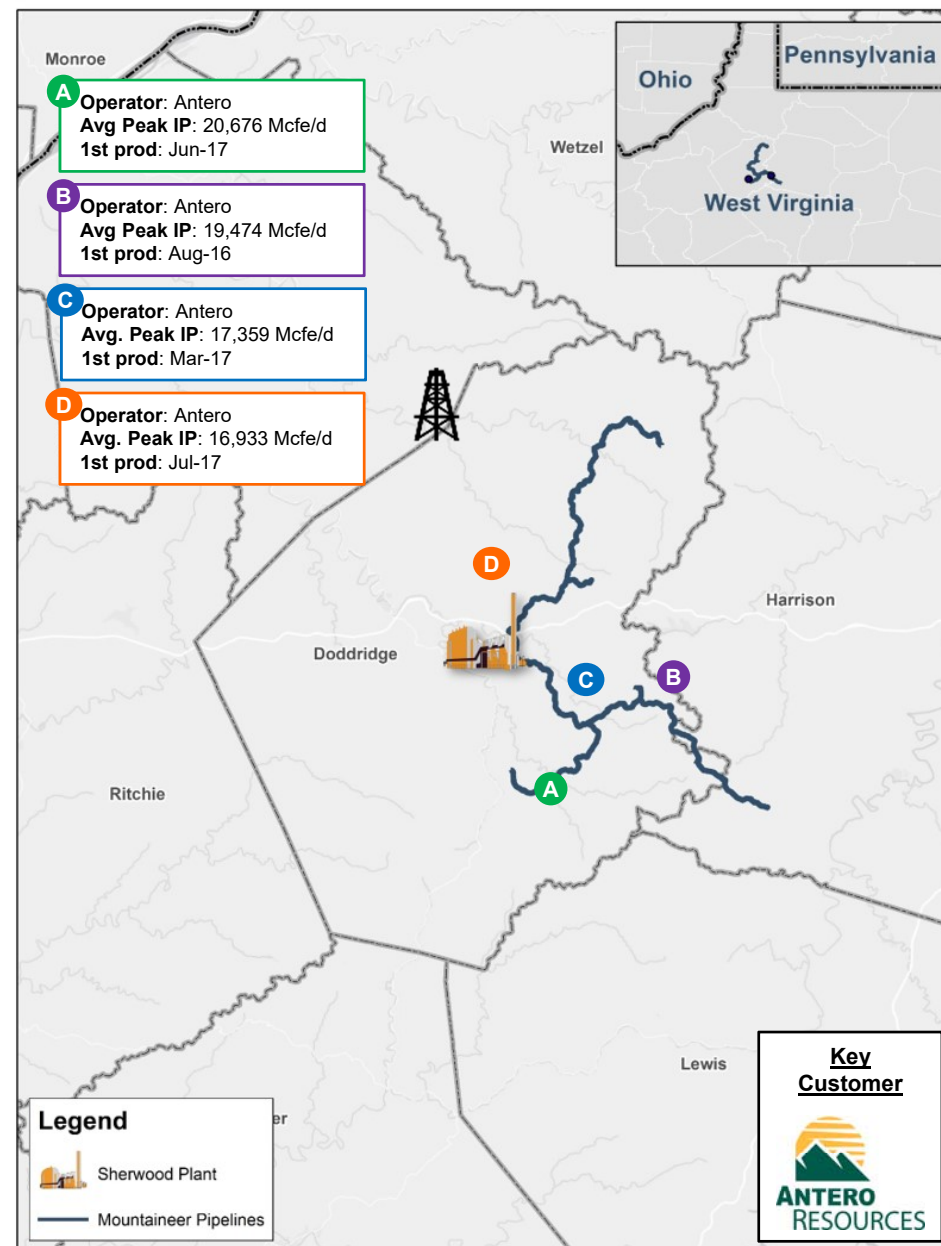 Monroe
Pennsylvania
Ohio
West Virginia
Wetzel
A
Operator: Antero
Avg Peak IP: 20,676 Mcfe/d
1st prod: Jun-17
B
Operator: Antero
Avg Peak IP: 19,474 Mcfe/d
1st prod: Aug-16
C
Operator: Antero
Avg. Peak IP: 17,359 Mcfe/d
1st prod: Mar-17
D
Operator: Antero
Avg. Peak IP: 16,933 Mcfe/d
1st prod: Jul-17
D
Harrison
Doddridge
C
B
A
Ritchie
Lewis
Legend
er
Sherwood Plant
Mountaineer Pipelines
Key
Customer
ANTERO
RESOURCES